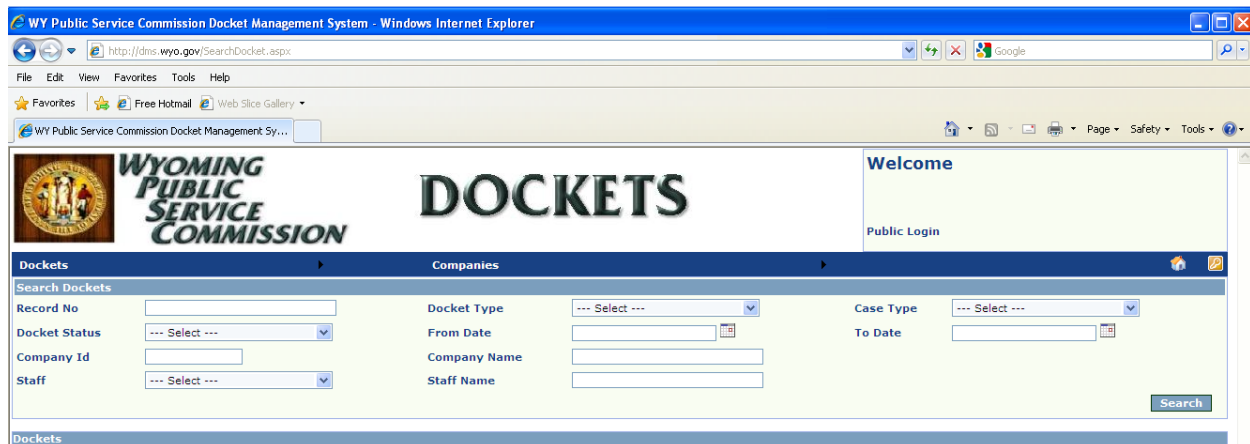 WY Public Service Commission Docket Management System - Windows Internet Explorer
http://dms.wyo.gov/SearchDocket.aspx
Google
File Edit View Favorites Tools Help
Favorites Free Hotmail Web Slice Gallery
WY Public Service Commission Docket Management Sy...
Page Safety Tools
WYOMING
PUBLIC
SERVICE
COMMISSION
DOCKETS
Welcome
Public Login
Dockets Companies
Search Dockets
Record No Docket Type --- Select --- Case Type --- Select ---
Docket Status --- Select --- From Date To Date
Company Id Company Name
Staff --- Select --- Staff Name
Search
Dockets